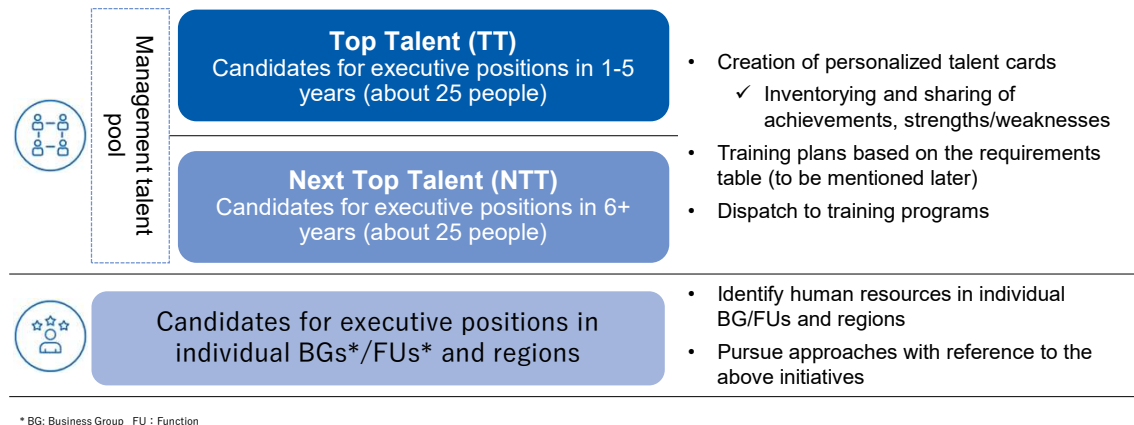 Management talent
pool
Top Talent (TT)
Candidates for executive positions in 1-5
years (about 25 people)
Next Top Talent (NTT)
Candidates for executive positions in 6+
years (about 25 people)
• Creation of personalized talent cards
✓ Inventorying and sharing of
achievements, strengths/weaknesses
• Training plans based on the requirements
table (to be mentioned later)
• Dispatch to training programs
Candidates for executive positions in
individual BGs*/FUs* and regions
• Identify human resources in individual
BG/FUs and regions
• Pursue approaches with reference to the
above initiatives
* BG: Business Group FU：Function